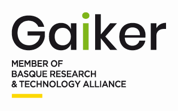 Gaiker
MEMBER OF
BASQUE RESEARCH
& TECHNOLOGY ALLIANCE